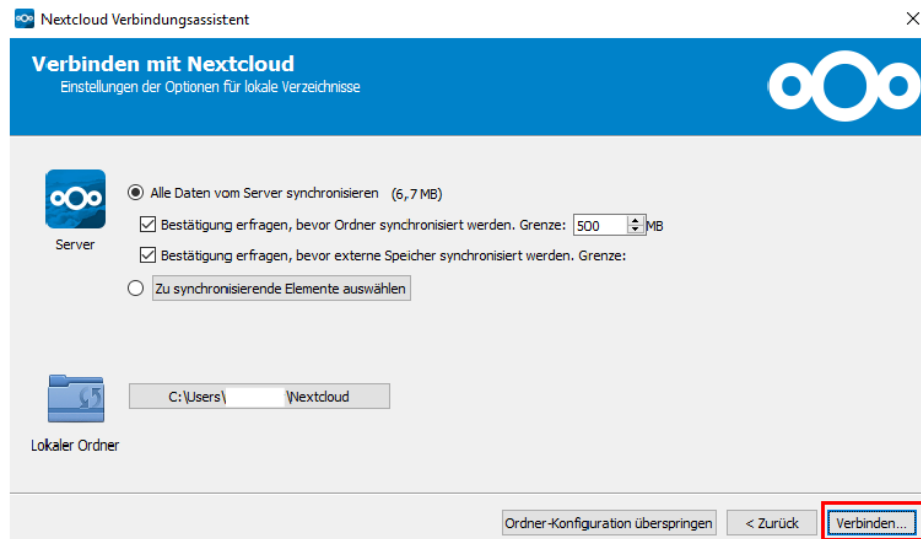 Nextcloud Verbindungsassistent
Verbinden mit Nextcloud
Einstellungen der Optionen für lokale Verzeichnisse
Alle Daten vom Server synchronisieren (6,7 MB)
Bestätigung erfragen, bevor Ordner synchronisiert werden. Grenze: 500 MB
Server
Bestätigung erfragen, bevor externe Speicher synchronisiert werden. Grenze:
Zu synchronisierende Elemente auswählen
C:\Users\ \Nextcloud
Lokaler Ordner
Ordner-Konfiguration überspringen < Zurück Verbinden...